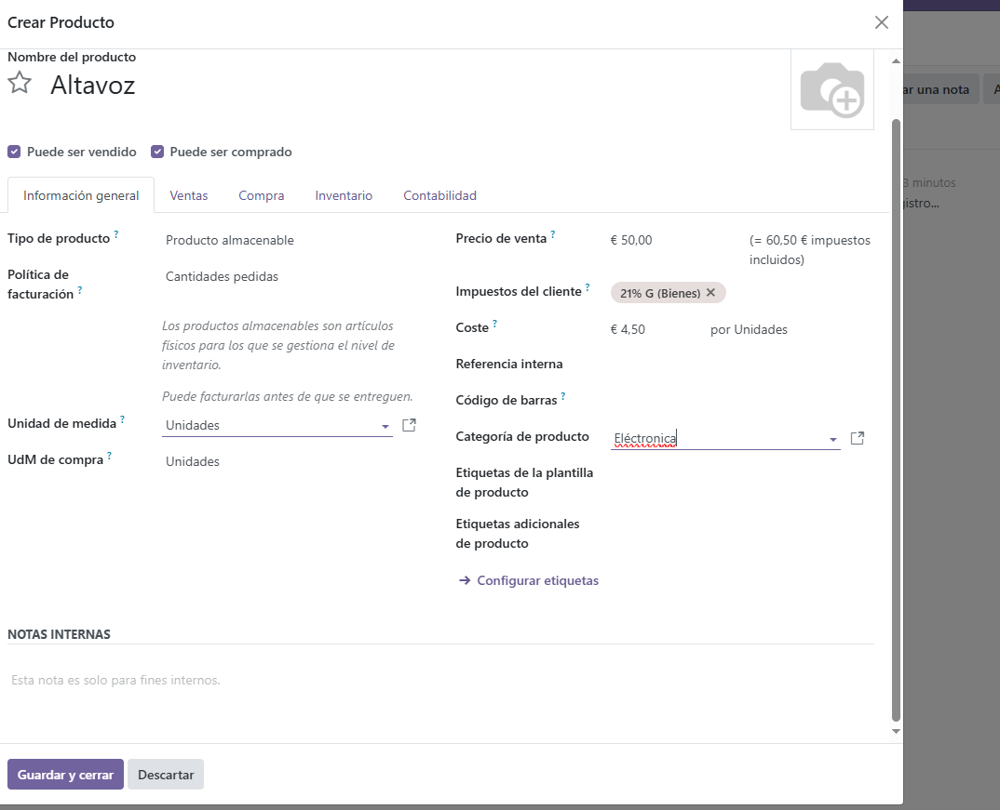 Crear Producto
Nombre del producto
Altavoz
Puede ser vendido
Puede ser comprado
Información general
Ventas
Compra
Inventario
Contabilidad
Tipo de producto ?
Producto almacenable
Política de
facturación ?
Cantidades pedidas
Los productos almacenables son artículos
físicos para los que se gestiona el nivel de
inventario.
Puede facturarlas antes de que se entreguen.
Unidad de medida ?
Unidades
UdM de compra ?
Unidades
Precio de venta ?
€ 50,00
(= 60,50 € impuestos
incluidos)
Impuestos del cliente ?
21% G (Bienes)
Coste ?
€ 4,50
por Unidades
Referencia interna
Código de barras ?
Categoría de producto
Eléctronica
Etiquetas de la plantilla
de producto
Etiquetas adicionales
de producto
Configurar etiquetas
NOTAS INTERNAS
Esta nota es solo para fines internos.
Guardar y cerrar
Descartar
ar una nota
A
3 minutos
gistro...